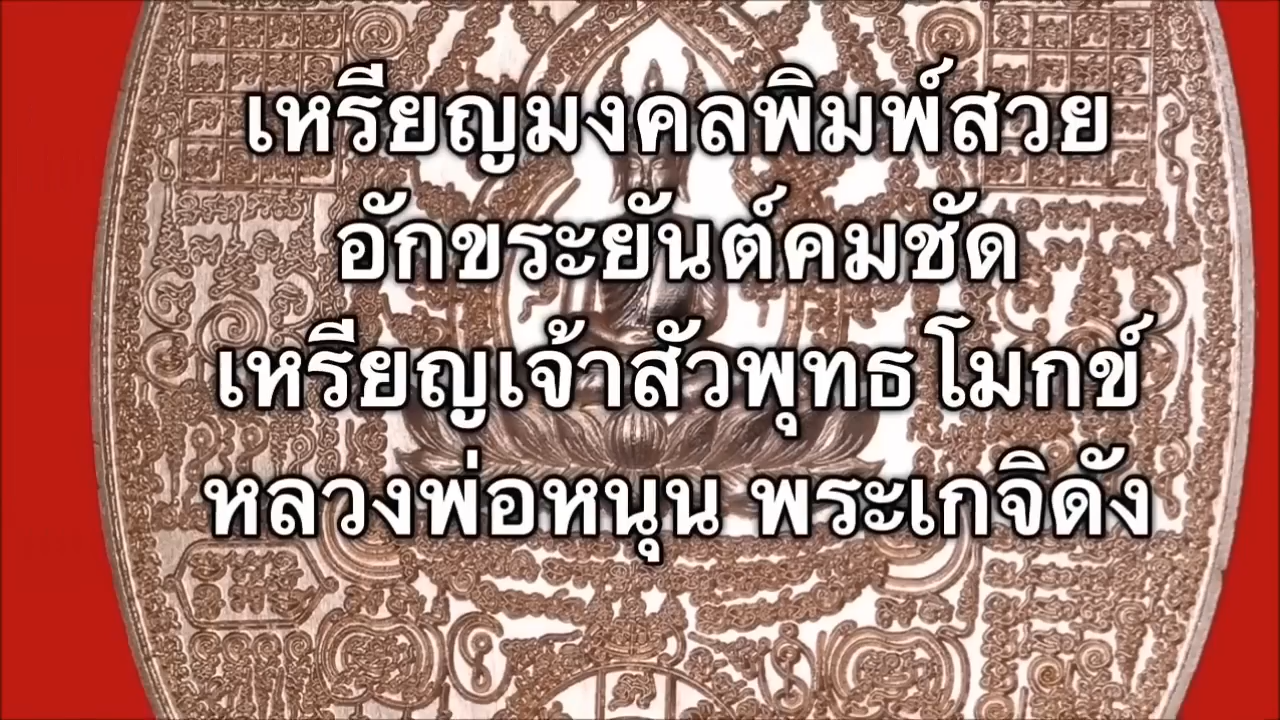 เหรียญมงคลพิมพ์สวย
อักขระยันต์คมชัด
เหรียญเจ้าสัวพุทธโมกข์
หลวงพ่อหนุน พระเกจิดัง